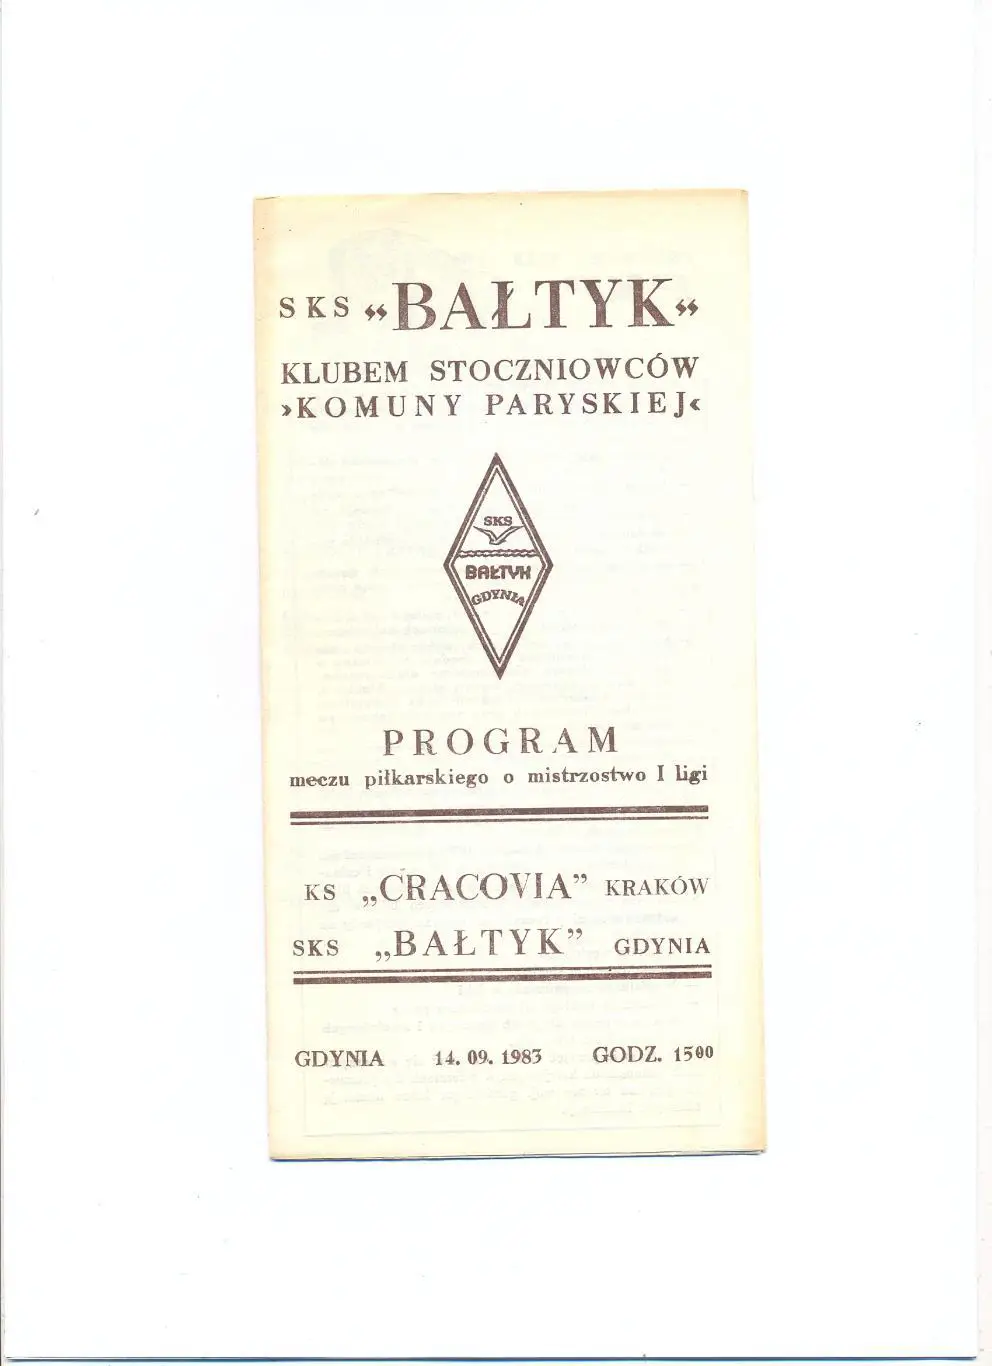 SKS „BAŁTYK”
KLUBEM STOCZNIOWCÓW
»KOMUNY PARYSKIEJ«
SKS
BAŁTYK
GDYNIA
PROGRAM
meczu piłkarskiego o mistrzostwo I ligi
KS „CRACOVIA” KRAKÓW
SKS „BAŁTYK” GDYNIA
GDYNIA 14. 09. 1983 GODZ. 1500